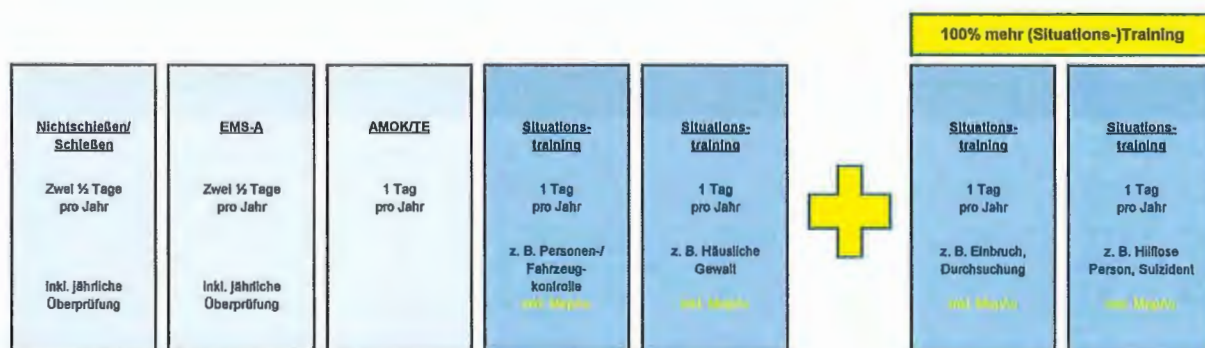 100% mehr (Situations-)Training
Nichtschießen/
Schießen
Zwei ½ Tage
pro Jahr
Inkl. jährliche
Überprüfung
EMS-A
Zwei ½ Tage
pro Jahr
Inkl. jährliche
Überprüfung
AMOK/TE
1 Tag
pro Jahr
Situations-
training
1 Tag
pro Jahr
z. B. Personen-/
Fahrzeug-
kontrolle
Situations-
training
1 Tag
pro Jahr
z. B. Häusliche
Gewalt
Situations-
training
1 Tag
pro Jahr
z. B. Einbruch,
Durchsuchung
Situations-
training
1 Tag
pro Jahr
z. B. Hilflose
Person, Suizident